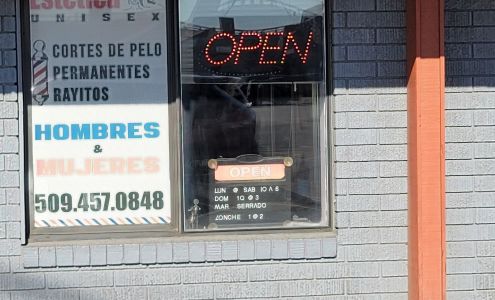 Estetica
UNISEX
CORTES DE PELO
PERMANENTES
RAYITOS
HOMBRES
&
MUJERES
509.457.0848
OPEN
OPEN
LUN @ SAB 10 A 6
DOM 10 @ 3
MAR SERRADO
LONCHE 1 @ 2